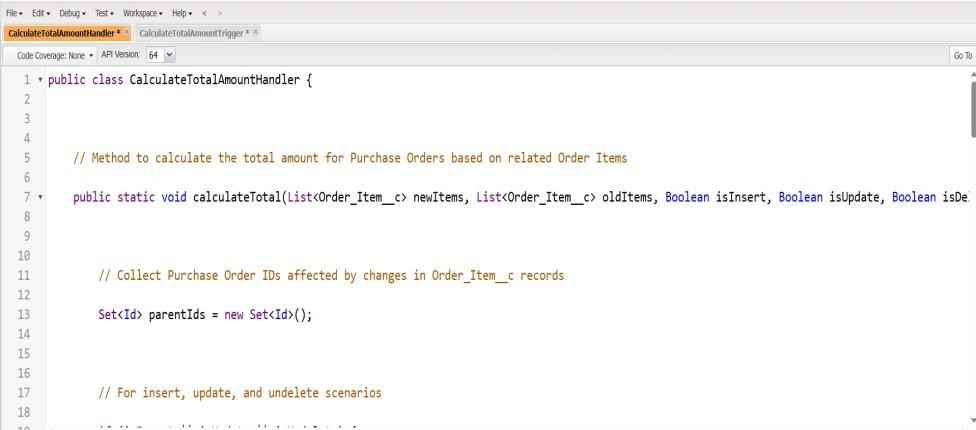 File Edit Debug Test Workspace Help < >
CalculateTotalAmountHandler * CalculateTotalAmountTrigger *
Code Coverage: None API Version: 64 Go To
1 public class CalculateTotalAmountHandler {
2
3
4
5 // Method to calculate the total amount for Purchase Orders based on related Order Items
6
7 public static void calculateTotal(List<Order_Item__c> newItems, List<Order_Item__c> oldItems, Boolean isInsert, Boolean isUpdate, Boolean isDe
8
9
10
11 // Collect Purchase Order IDs affected by changes in Order_Item__c records
12
13 Set<Id> parentIds = new Set<Id>();
14
15
16
17 // For insert, update, and undelete scenarios
18